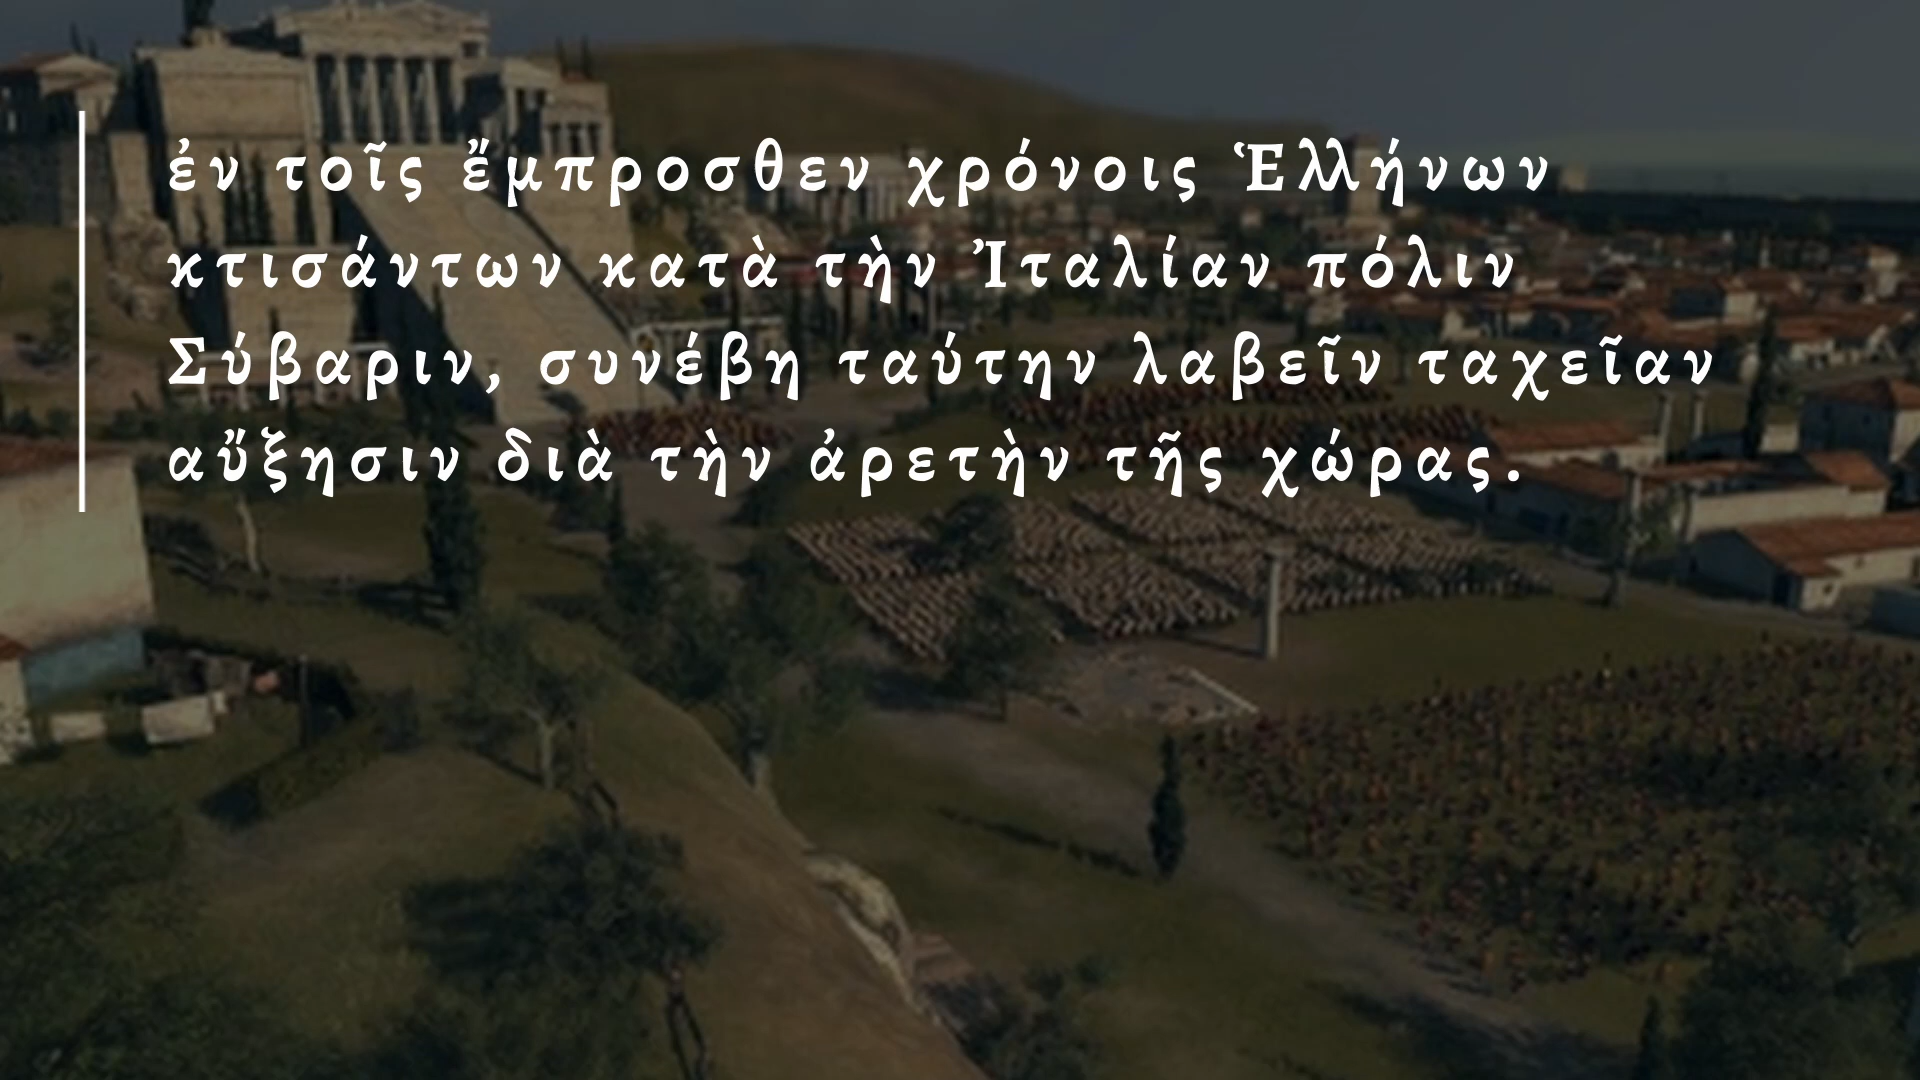 ἐν τοῖς ἔμπροσθεν χρόνοις Ἑλλήνων
κτισάντων κατὰ τὴν Ἰταλίαν πόλιν
Σύβαριν, συνέβη ταύτην λαβεῖν ταχεῖαν
αὔξησιν διὰ τὴν ἀρετὴν τῆς χώρας.